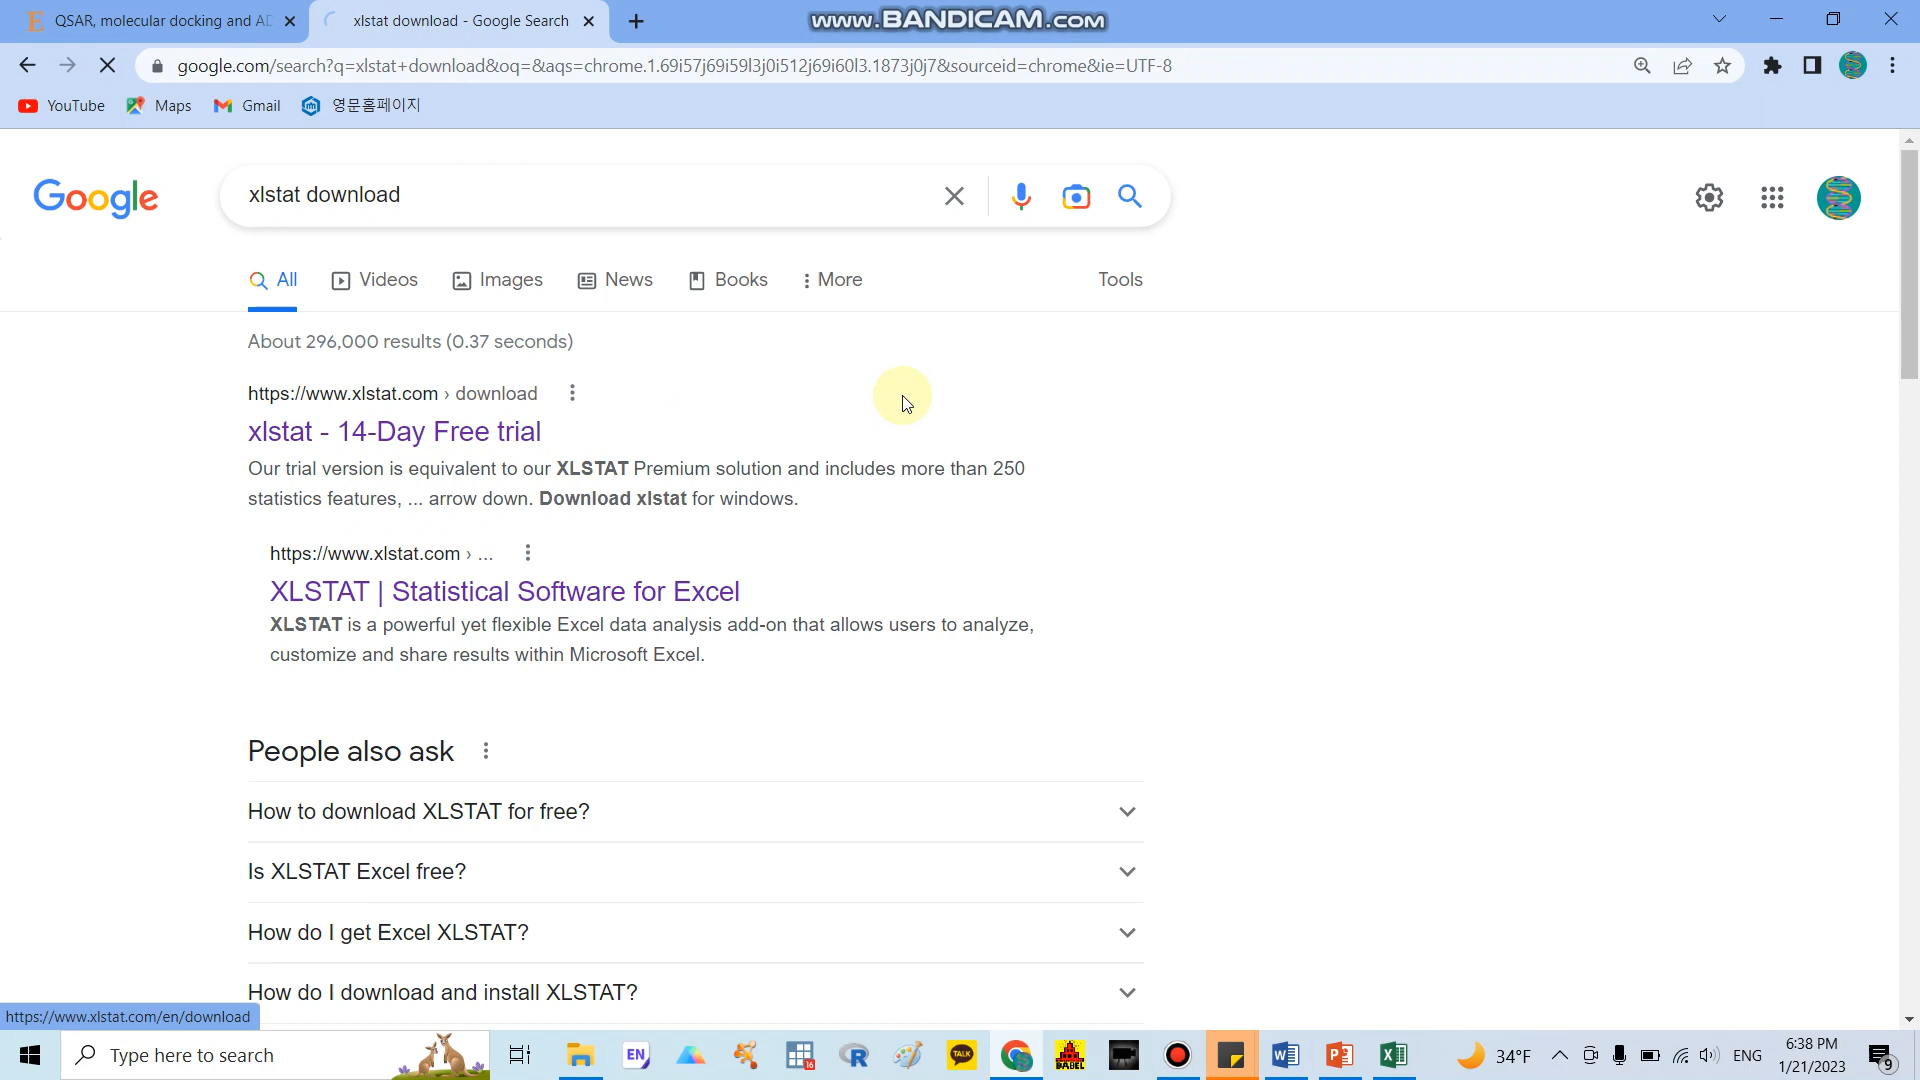 QSAR, molecular docking and AD
xlstat download - Google Search
www.BANDICAM.com
google.com/search?q=xlstat+download&oq=&aqs=chrome.1.69i57j69i59l3j0i512j69i60l3.1873j0j7&sourceid=chrome&ie=UTF-8
YouTube
Maps
Gmail
영문홈페이지
Google
xlstat download
All
Videos
Images
News
Books
More
Tools
About 296,000 results (0.37 seconds)
https://www.xlstat.com › download
xlstat - 14-Day Free trial
Our trial version is equivalent to our XLSTAT Premium solution and includes more than 250
statistics features, ... arrow down. Download xlstat for windows.
https://www.xlstat.com › ...
XLSTAT | Statistical Software for Excel
XLSTAT is a powerful yet flexible Excel data analysis add-on that allows users to analyze,
customize and share results within Microsoft Excel.
People also ask
How to download XLSTAT for free?
Is XLSTAT Excel free?
How do I get Excel XLSTAT?
How do I download and install XLSTAT?
https://www.xlstat.com/en/download
Type here to search
EN
16
R
TALK
BABEL
34°F
ENG
6:38 PM
1/21/2023
9